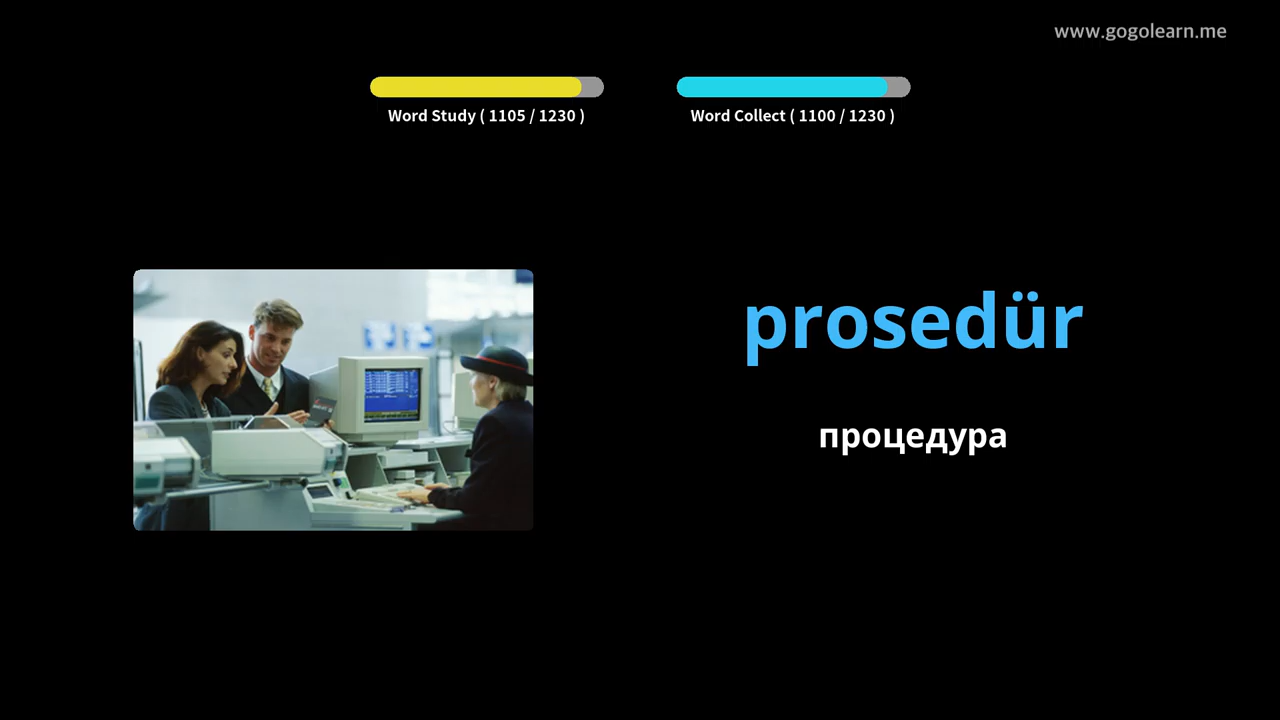 www.gogolearn.me
Word Study ( 1105 / 1230 )
Word Collect ( 1100 / 1230 )
prosedür
процедура